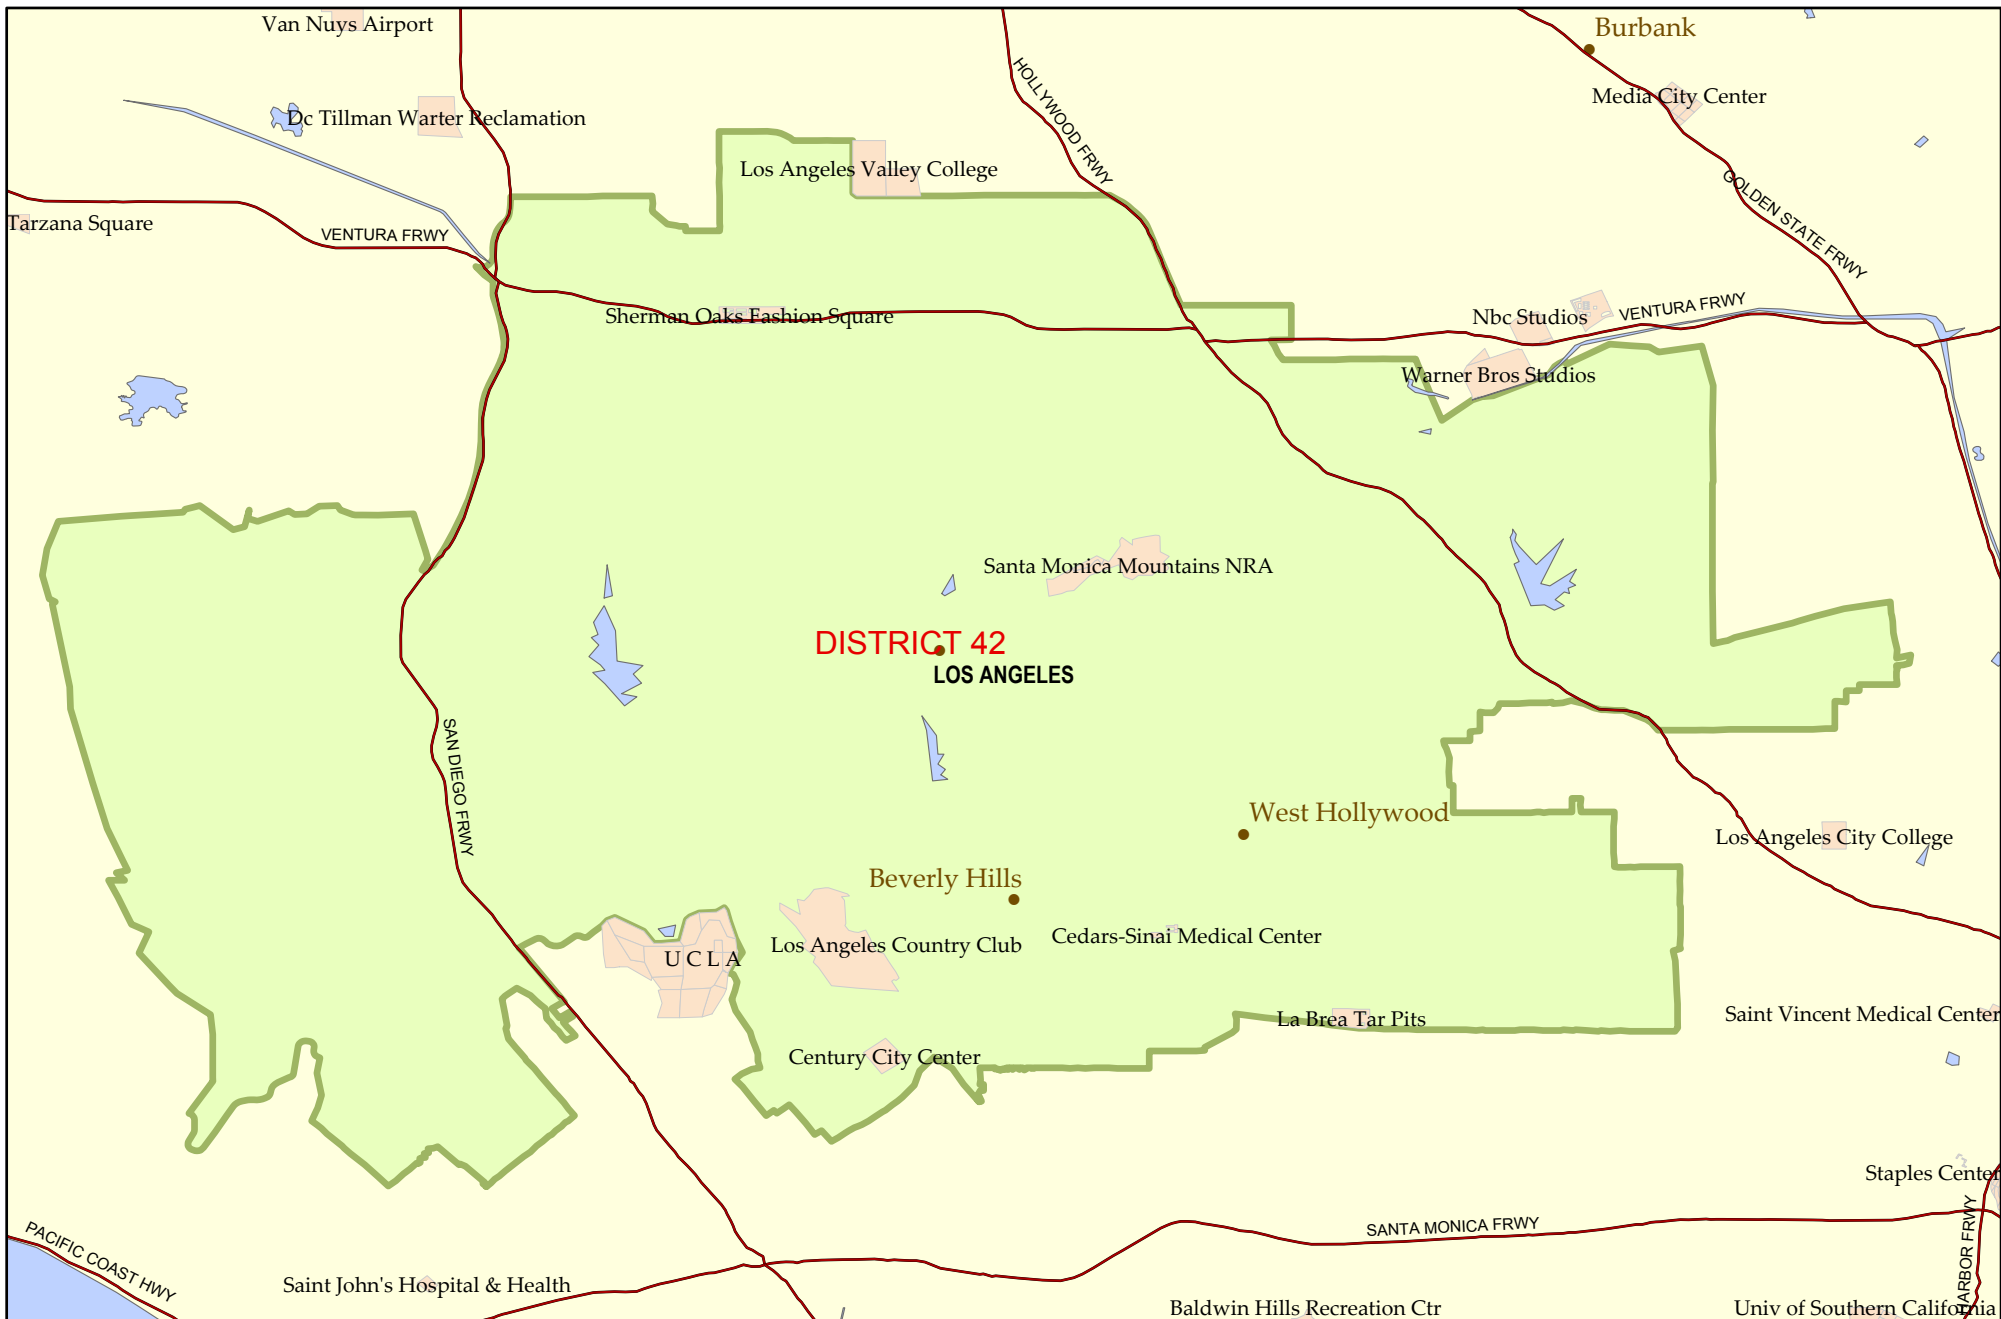 Van Nuys Airport
Burbank
HOLLYWOOD FRWY
Media City Center
Dc Tillman Warter Reclamation
Los Angeles Valley College
GOLDEN STATE FRWY
Tarzana Square
VENTURA FRWY
Sherman Oaks Fashion Square
Nbc Studios
VENTURA FRWY
Warner Bros Studios
Santa Monica Mountains NRA
DISTRICT 42
LOS ANGELES
SAN DIEGO FRWY
West Hollywood
Los Angeles City College
Beverly Hills
Los Angeles Country Club
Cedars-Sinai Medical Center
U C L A
La Brea Tar Pits
Saint Vincent Medical Center
Century City Center
Staples Center
PACIFIC COAST HWY
SANTA MONICA FRWY
HARBOR FRWY
Saint John's Hospital & Health
Baldwin Hills Recreation Ctr
Univ of Southern California